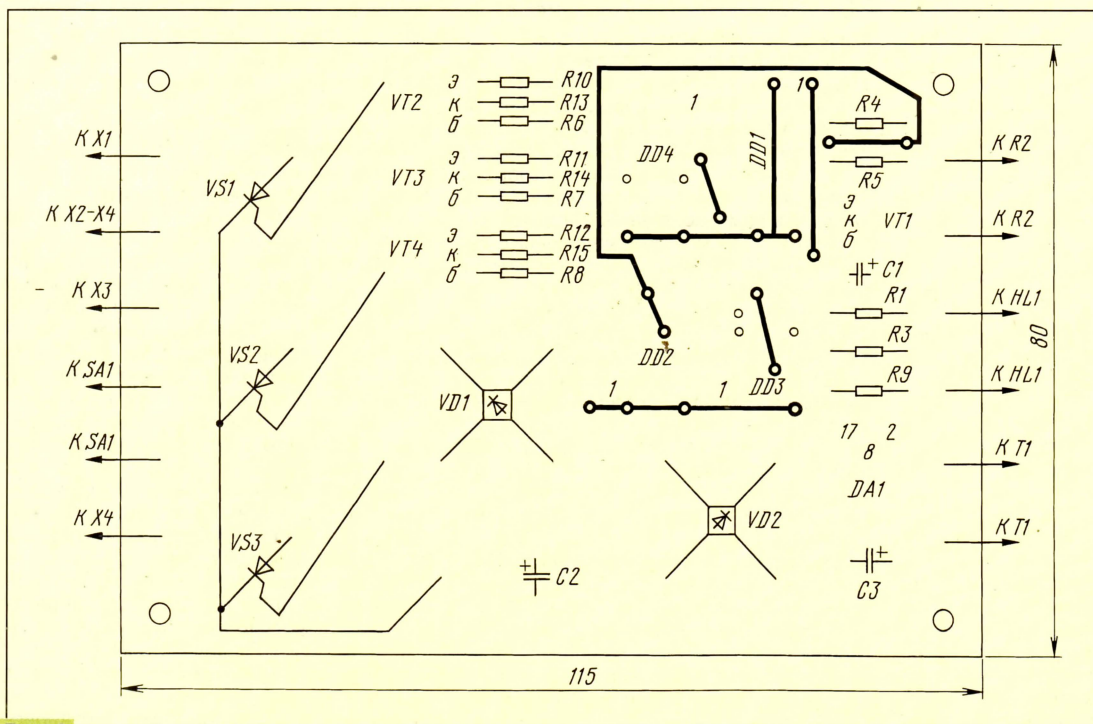 К X1
К X2-X4
К X3
К SA1
К SA1
К X4
VS1
VS2
VS3
VT2
э
к
б
R10
R13
R6
VT3
э
к
б
R11
R14
R7
VT4
э
к
б
R12
R15
R8
VD1
+
C2
1
DD4
DD1
1
DD2
DD3
1
1
VD2
R4
R5
э
к
б
VT1
+
C1
R1
R3
R9
17
2
8
DA1
+
C3
К R2
К R2
К HL1
К HL1
К T1
К T1
80
115